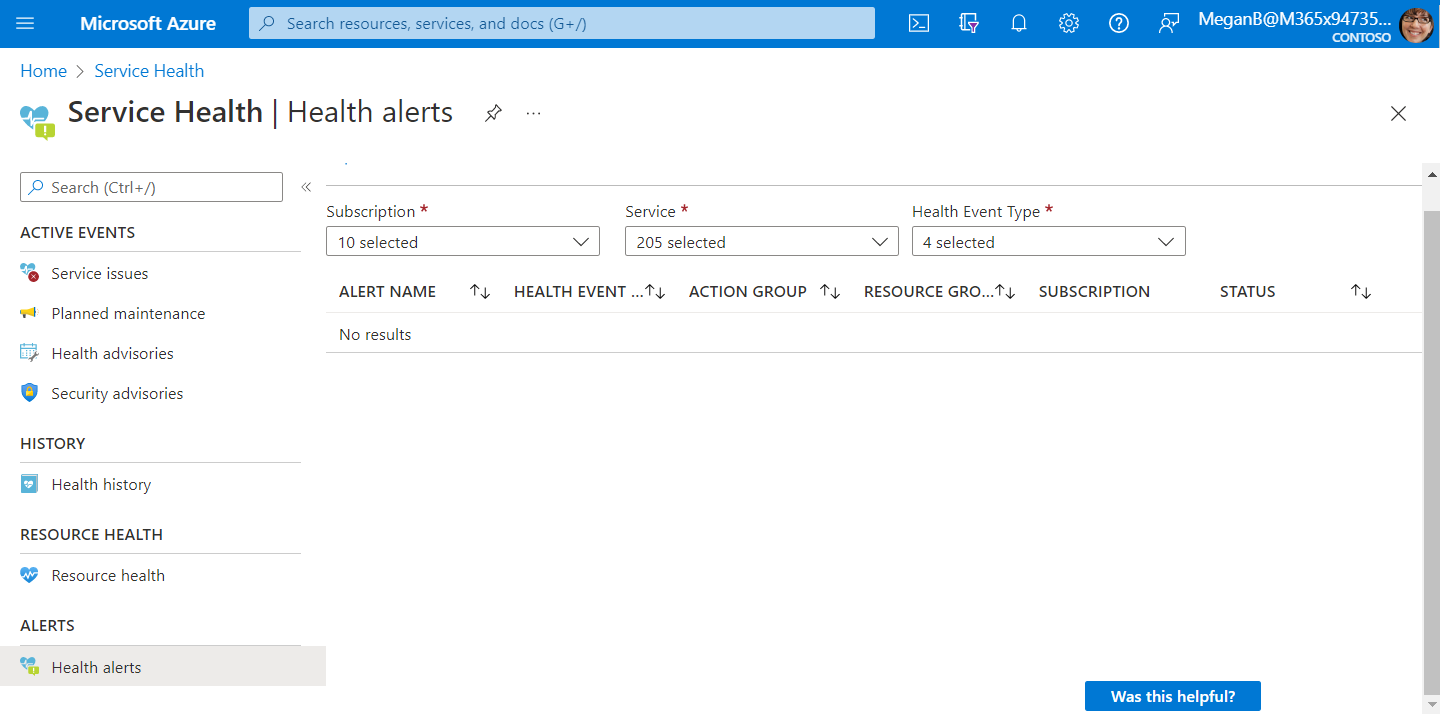 Microsoft Azure
Search resources, services, and docs (G+/)
MeganB@M365x94735...
CONTOSO
Home > Service Health
Service Health | Health alerts ...
Search (Ctrl+/) «
ACTIVE EVENTS
Service issues
Planned maintenance
Health advisories
Security advisories
HISTORY
Health history
RESOURCE HEALTH
Resource health
ALERTS
Health alerts
Subscription * Service * Health Event Type *
10 selected 205 selected 4 selected
ALERT NAME HEALTH EVENT ... ACTION GROUP RESOURCE GRO... SUBSCRIPTION STATUS
No results
Was this helpful?